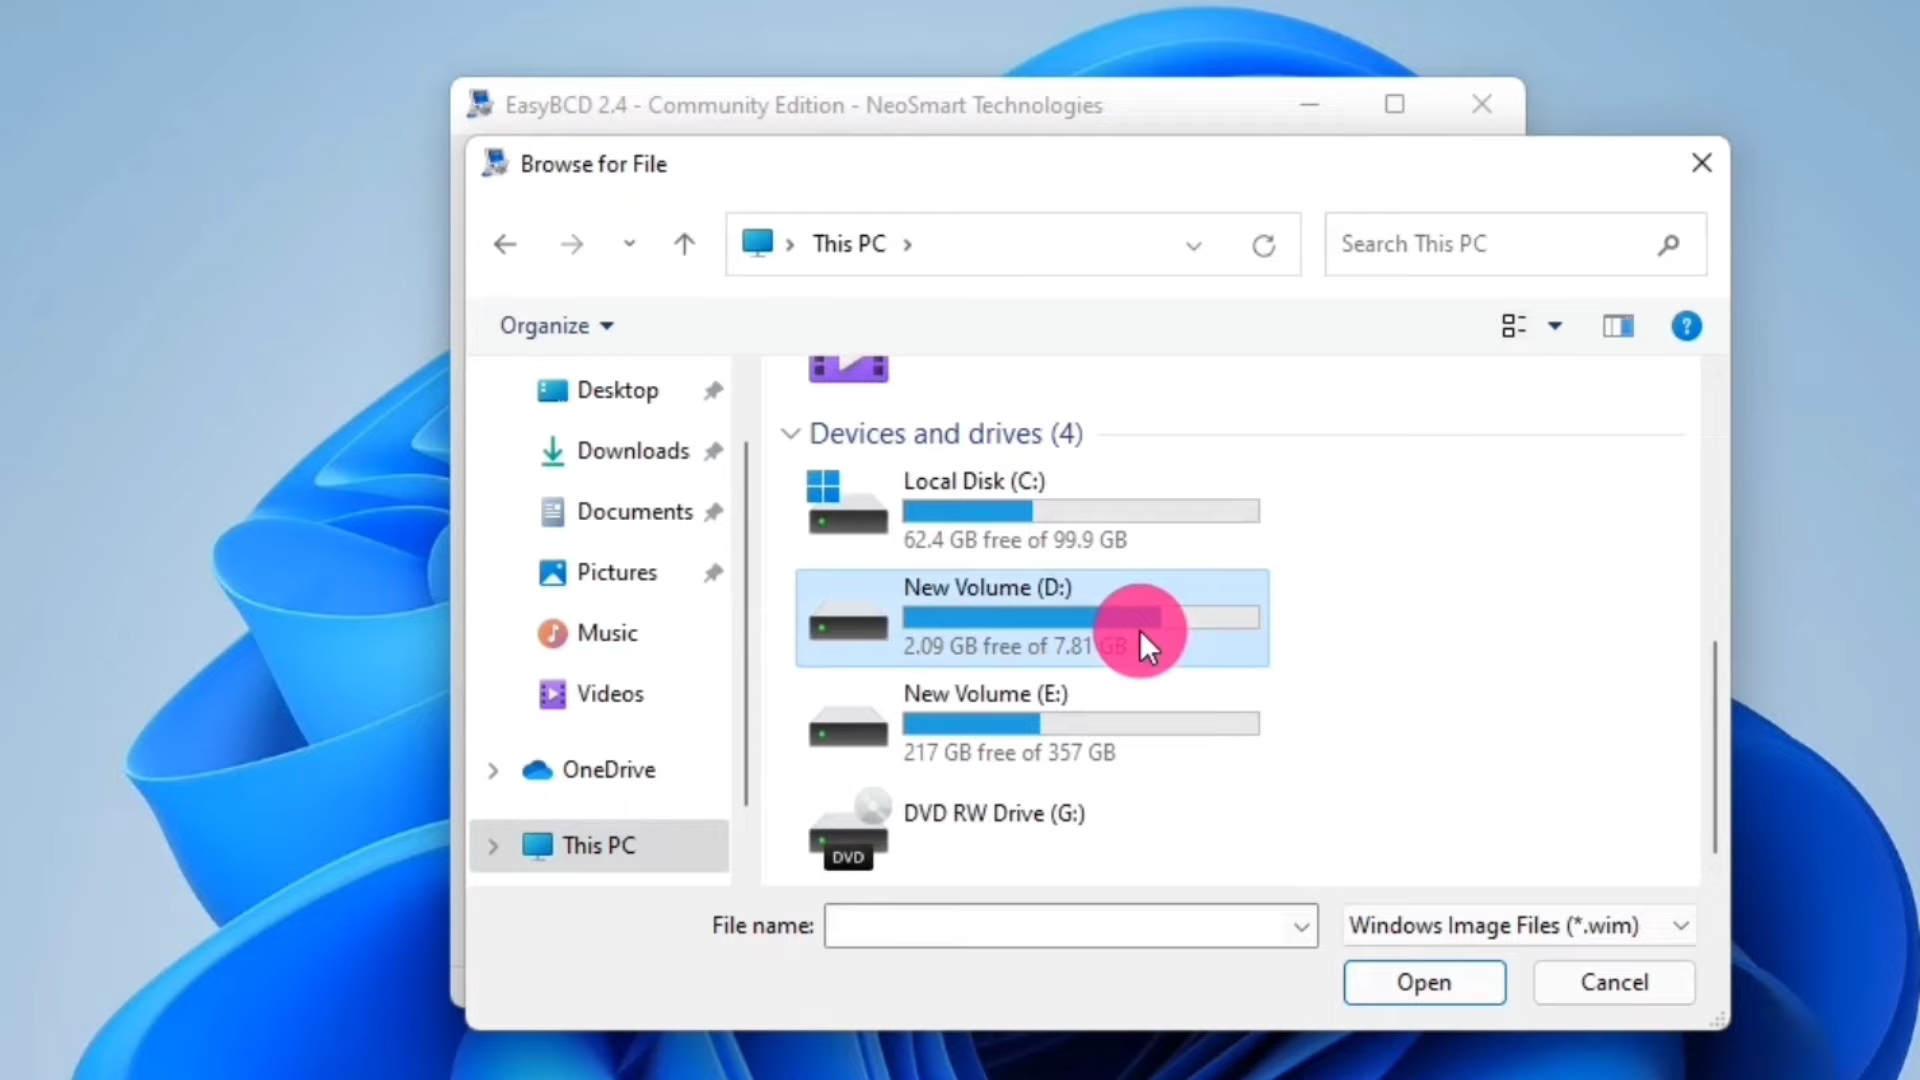 EasyBCD 2.4 - Community Edition - NeoSmart Technologies
Browse for File
This PC
Search This PC
Organize
?
Desktop
Downloads
Documents
Pictures
Music
Videos
OneDrive
This PC
Devices and drives (4)
Local Disk (C:)
62.4 GB free of 99.9 GB
New Volume (D:)
2.09 GB free of 7.81 GB
New Volume (E:)
217 GB free of 357 GB
DVD RW Drive (G:)
DVD
File name:
Windows Image Files (*.wim)
Open
Cancel